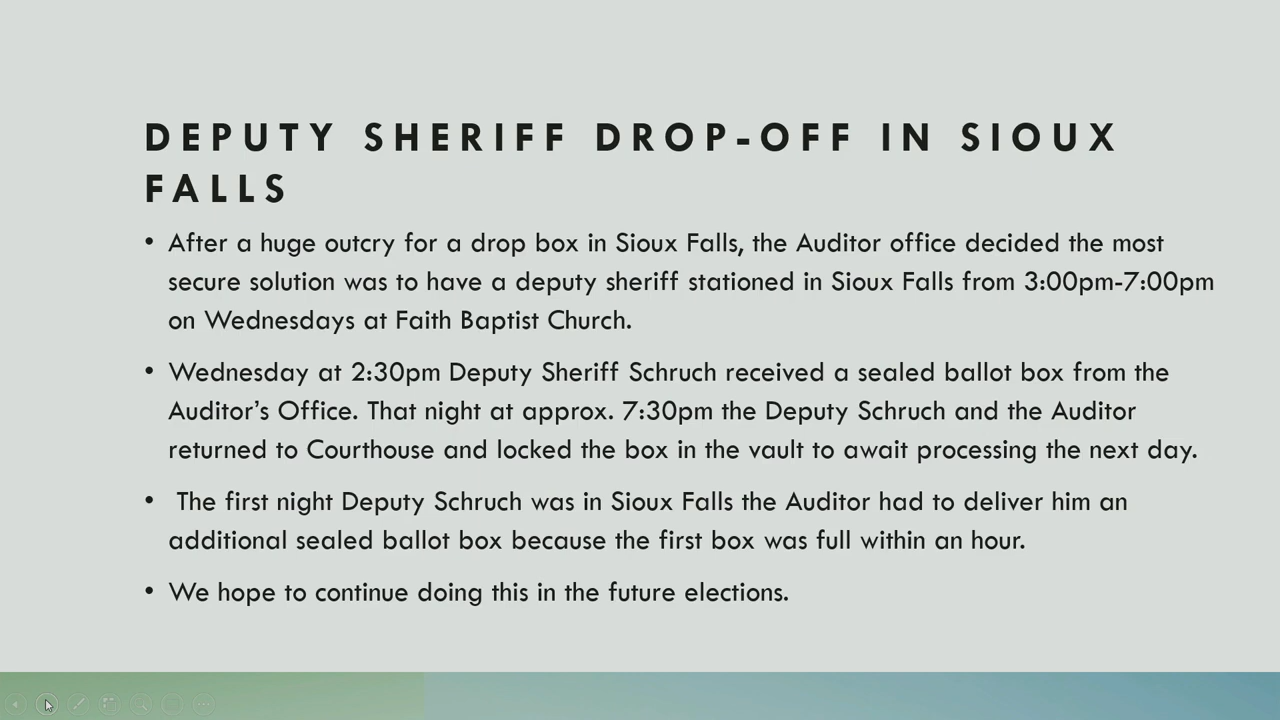 DEPUTY SHERIFF DROP-OFF IN SIOUX
FALLS
• After a huge outcry for a drop box in Sioux Falls, the Auditor office decided the most
secure solution was to have a deputy sheriff stationed in Sioux Falls from 3:00pm-7:00pm
on Wednesdays at Faith Baptist Church.
• Wednesday at 2:30pm Deputy Sheriff Schruch received a sealed ballot box from the
Auditor's Office. That night at approx. 7:30pm the Deputy Schruch and the Auditor
returned to Courthouse and locked the box in the vault to await processing the next day.
• The first night Deputy Schruch was in Sioux Falls the Auditor had to deliver him an
additional sealed ballot box because the first box was full within an hour.
• We hope to continue doing this in the future elections.